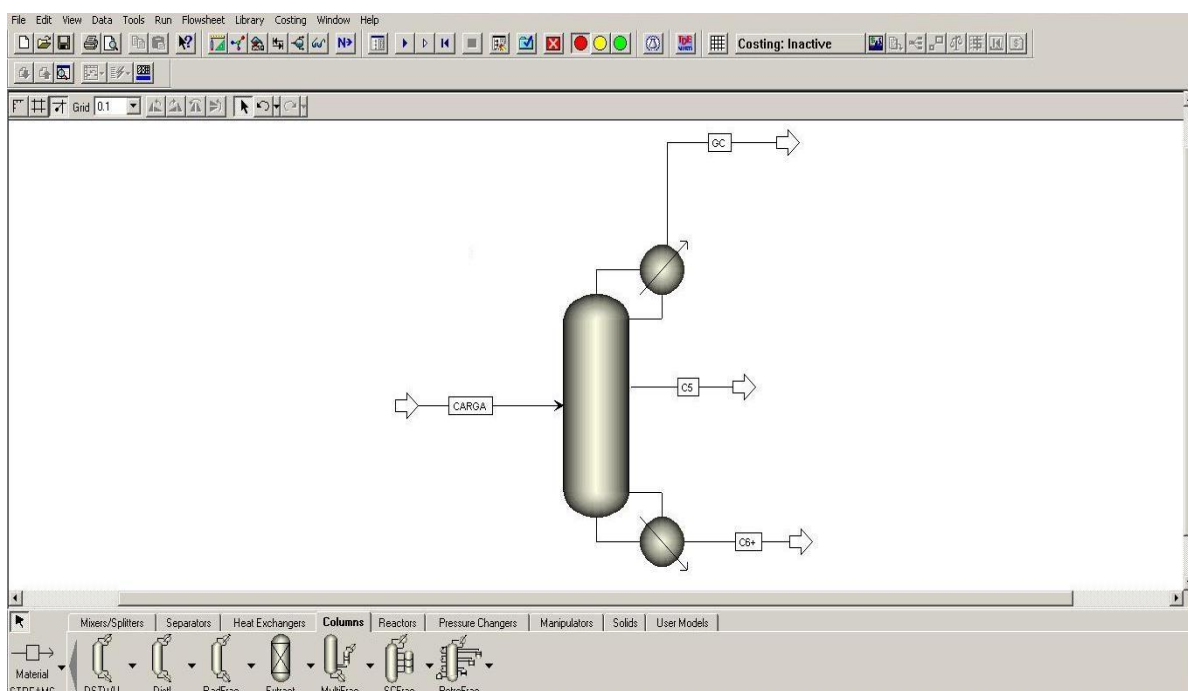 File Edit View Data Tools Run Flowsheet Library Costing Window Help
N> Costing: Inactive
Grid 0.1
GC
C5
CARGA
C6+
Mixers/Splitters Separators Heat Exchangers Columns Reactors Pressure Changers Manipulators Solids User Models
Material
STREAMS DSTWU Distl RadFrac Extract MultiFrac SCFrac PetroFrac